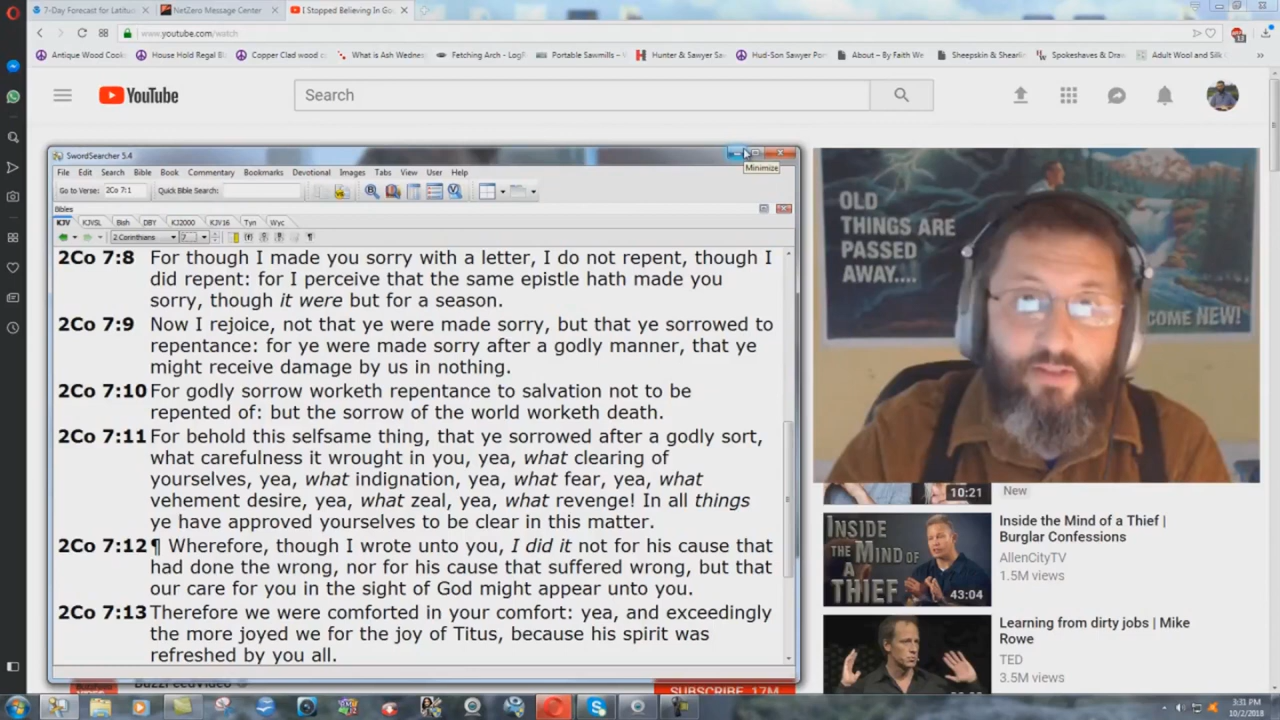 7-Day Forecast for Latitud
NetZero Message Center
I Stopped Believing In Go
www.youtube.com/watch
Antique Wood Cook
House Hold Regal Bl
Copper Clad wood c
What is Ash Wednes
Fetching Arch - LogI
Portable Sawmills -
Hunter & Sawyer Sa
Hud-Son Sawyer Por
About - By Faith We
Sheepskin & Shearlin
Spokeshaves & Draw
Adult Wool and Silk
YouTube
Search
SwordSearcher 5.4
Minimize
File Edit Search Bible Book Commentary Bookmarks Devotional Images Tabs View User Help
Go to Verse: 2Co 7:1 Quick Bible Search:
Bibles
KJV KJVSL Bish DBY KJ2000 KJV16 Tyn Wyc
2 Corinthians 7
2Co 7:8 For though I made you sorry with a letter, I do not repent, though I
did repent: for I perceive that the same epistle hath made you
sorry, though it were but for a season.
2Co 7:9 Now I rejoice, not that ye were made sorry, but that ye sorrowed to
repentance: for ye were made sorry after a godly manner, that ye
might receive damage by us in nothing.
2Co 7:10 For godly sorrow worketh repentance to salvation not to be
repented of: but the sorrow of the world worketh death.
2Co 7:11 For behold this selfsame thing, that ye sorrowed after a godly sort,
what carefulness it wrought in you, yea, what clearing of
yourselves, yea, what indignation, yea, what fear, yea, what
vehement desire, yea, what zeal, yea, what revenge! In all things
ye have approved yourselves to be clear in this matter.
2Co 7:12 ¶ Wherefore, though I wrote unto you, I did it not for his cause that
had done the wrong, nor for his cause that suffered wrong, but that
our care for you in the sight of God might appear unto you.
2Co 7:13 Therefore we were comforted in your comfort: yea, and exceedingly
the more joyed we for the joy of Titus, because his spirit was
refreshed by you all.
OLD
THINGS ARE
PASSED
AWAY....
COME NEW!
10:21
New
INSIDE
THE MIND OF
A THIEF
43:04
Inside the Mind of a Thief |
Burglar Confessions
AllenCityTV
1.5M views
Learning from dirty jobs | Mike
Rowe
TED
3.5M views
BuzzFeedVideo
SUBSCRIBE 17M
3:31 PM
10/2/2018